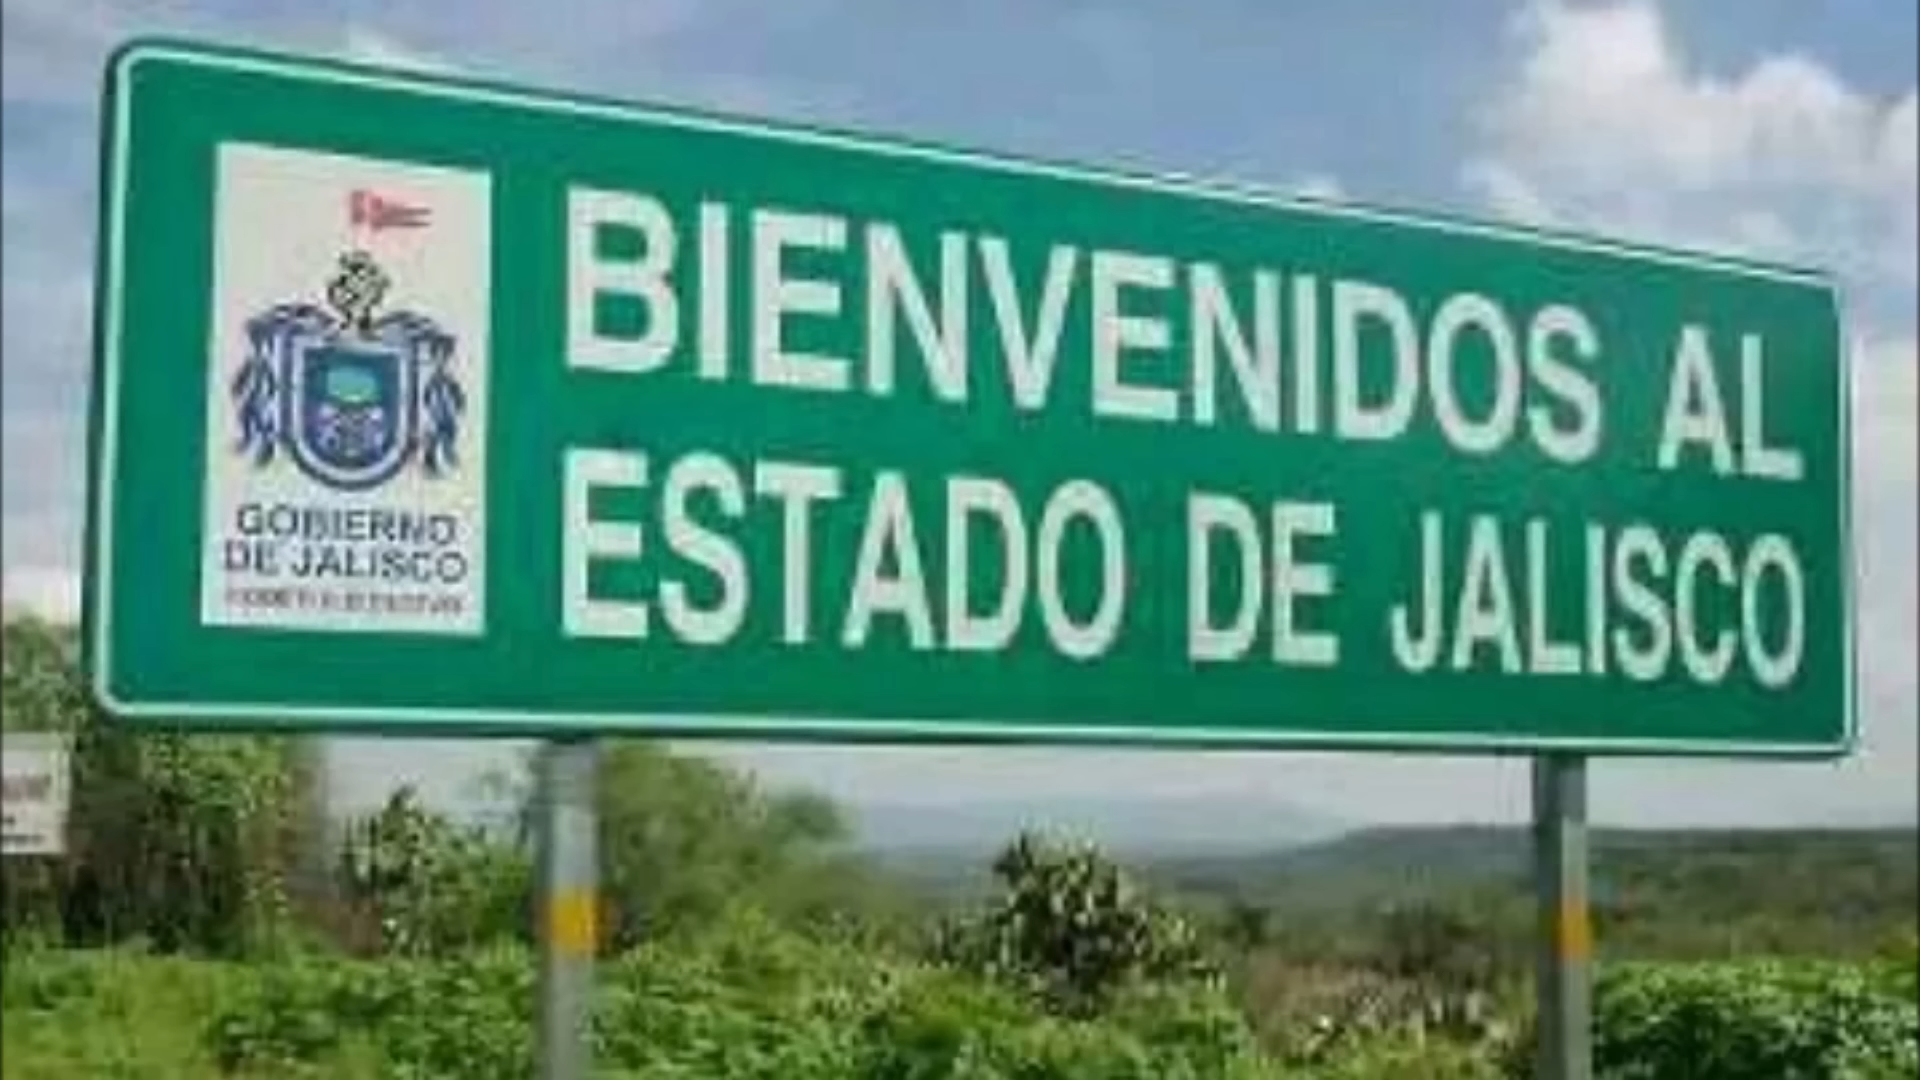 BIENVENIDOS AL
ESTADO DE JALISCO
GOBIERNO
DE JALISCO